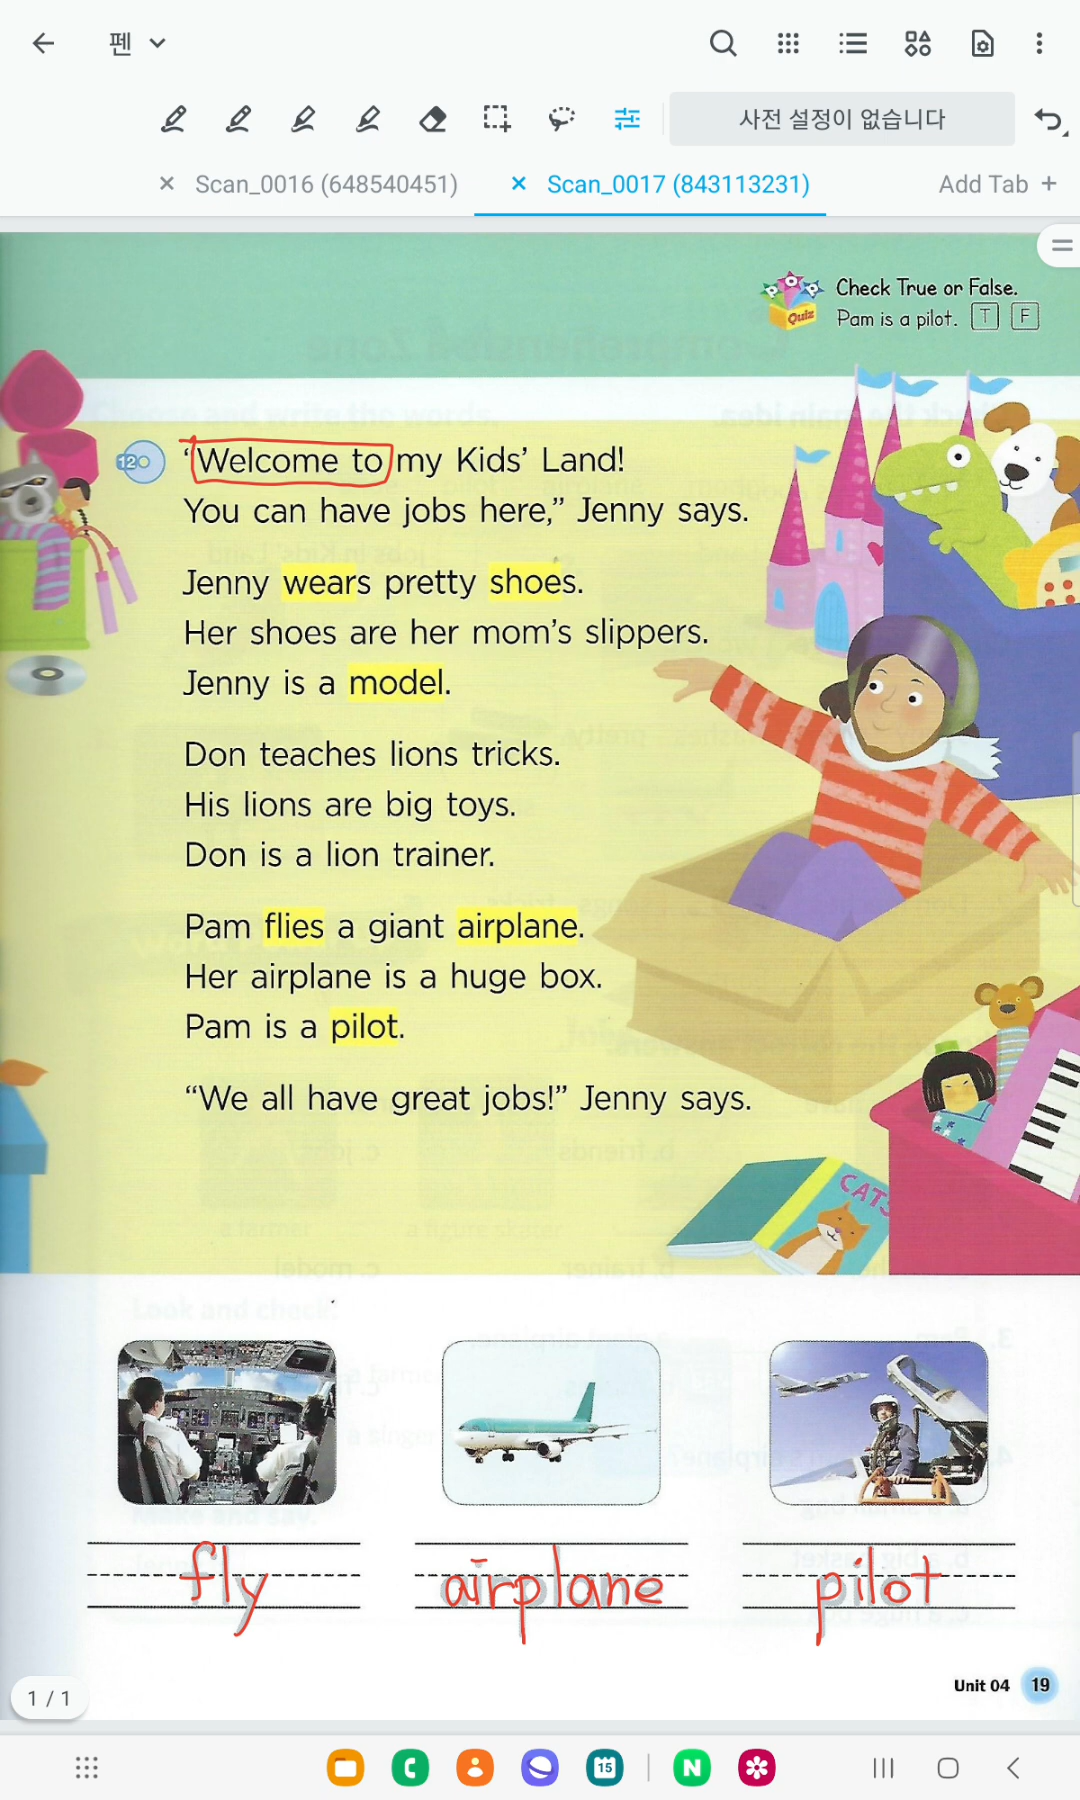 펜
사전 설정이 없습니다
Scan_0016 (648540451)
Scan_0017 (843113231)
Add Tab +
POP Quiz
Check True or False.
Pam is a pilot. T F
12
“Welcome to my Kids’ Land!
You can have jobs here,” Jenny says.
Jenny wears pretty shoes.
Her shoes are her mom’s slippers.
Jenny is a model.
Don teaches lions tricks.
His lions are big toys.
Don is a lion trainer.
Pam flies a giant airplane.
Her airplane is a huge box.
Pam is a pilot.
“We all have great jobs!” Jenny says.
CATS
fly airplane pilot
Unit 04 19
1 / 1
15
N